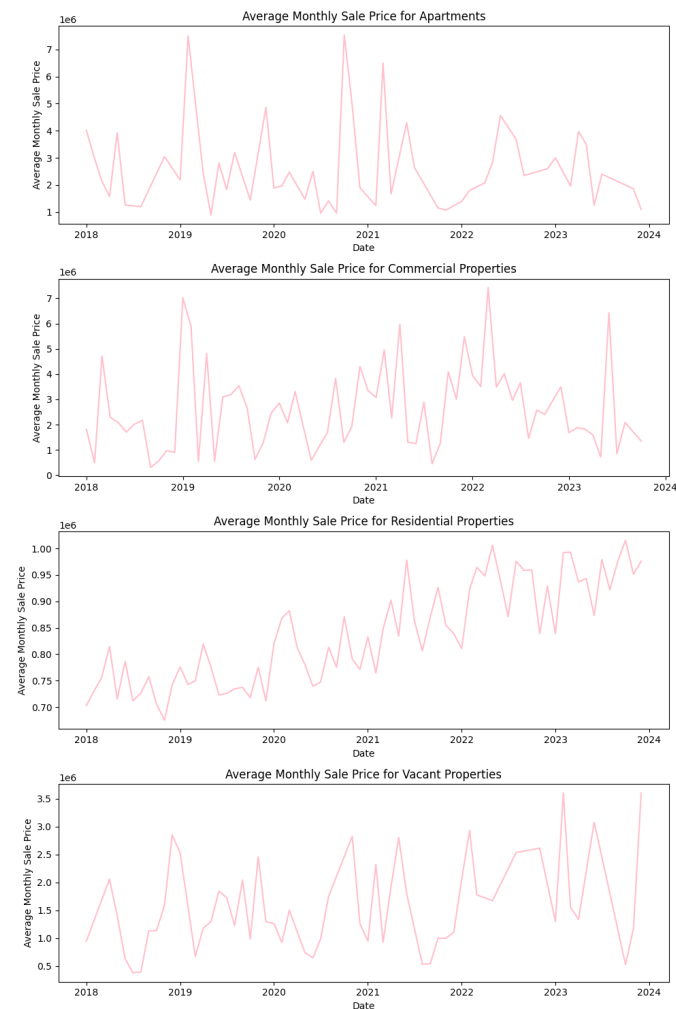 Average Monthly Sale Price for Apartments
1e6
Average Monthly Sale Price
7
6
5
4
3
2
1
2018 2019 2020 2021 2022 2023 2024
Date
Average Monthly Sale Price for Commercial Properties
1e6
Average Monthly Sale Price
7
6
5
4
3
2
1
0
2018 2019 2020 2021 2022 2023 2024
Date
Average Monthly Sale Price for Residential Properties
1e6
Average Monthly Sale Price
1.00
0.95
0.90
0.85
0.80
0.75
0.70
2018 2019 2020 2021 2022 2023 2024
Date
Average Monthly Sale Price for Vacant Properties
1e6
Average Monthly Sale Price
3.5
3.0
2.5
2.0
1.5
1.0
0.5
2018 2019 2020 2021 2022 2023 2024
Date